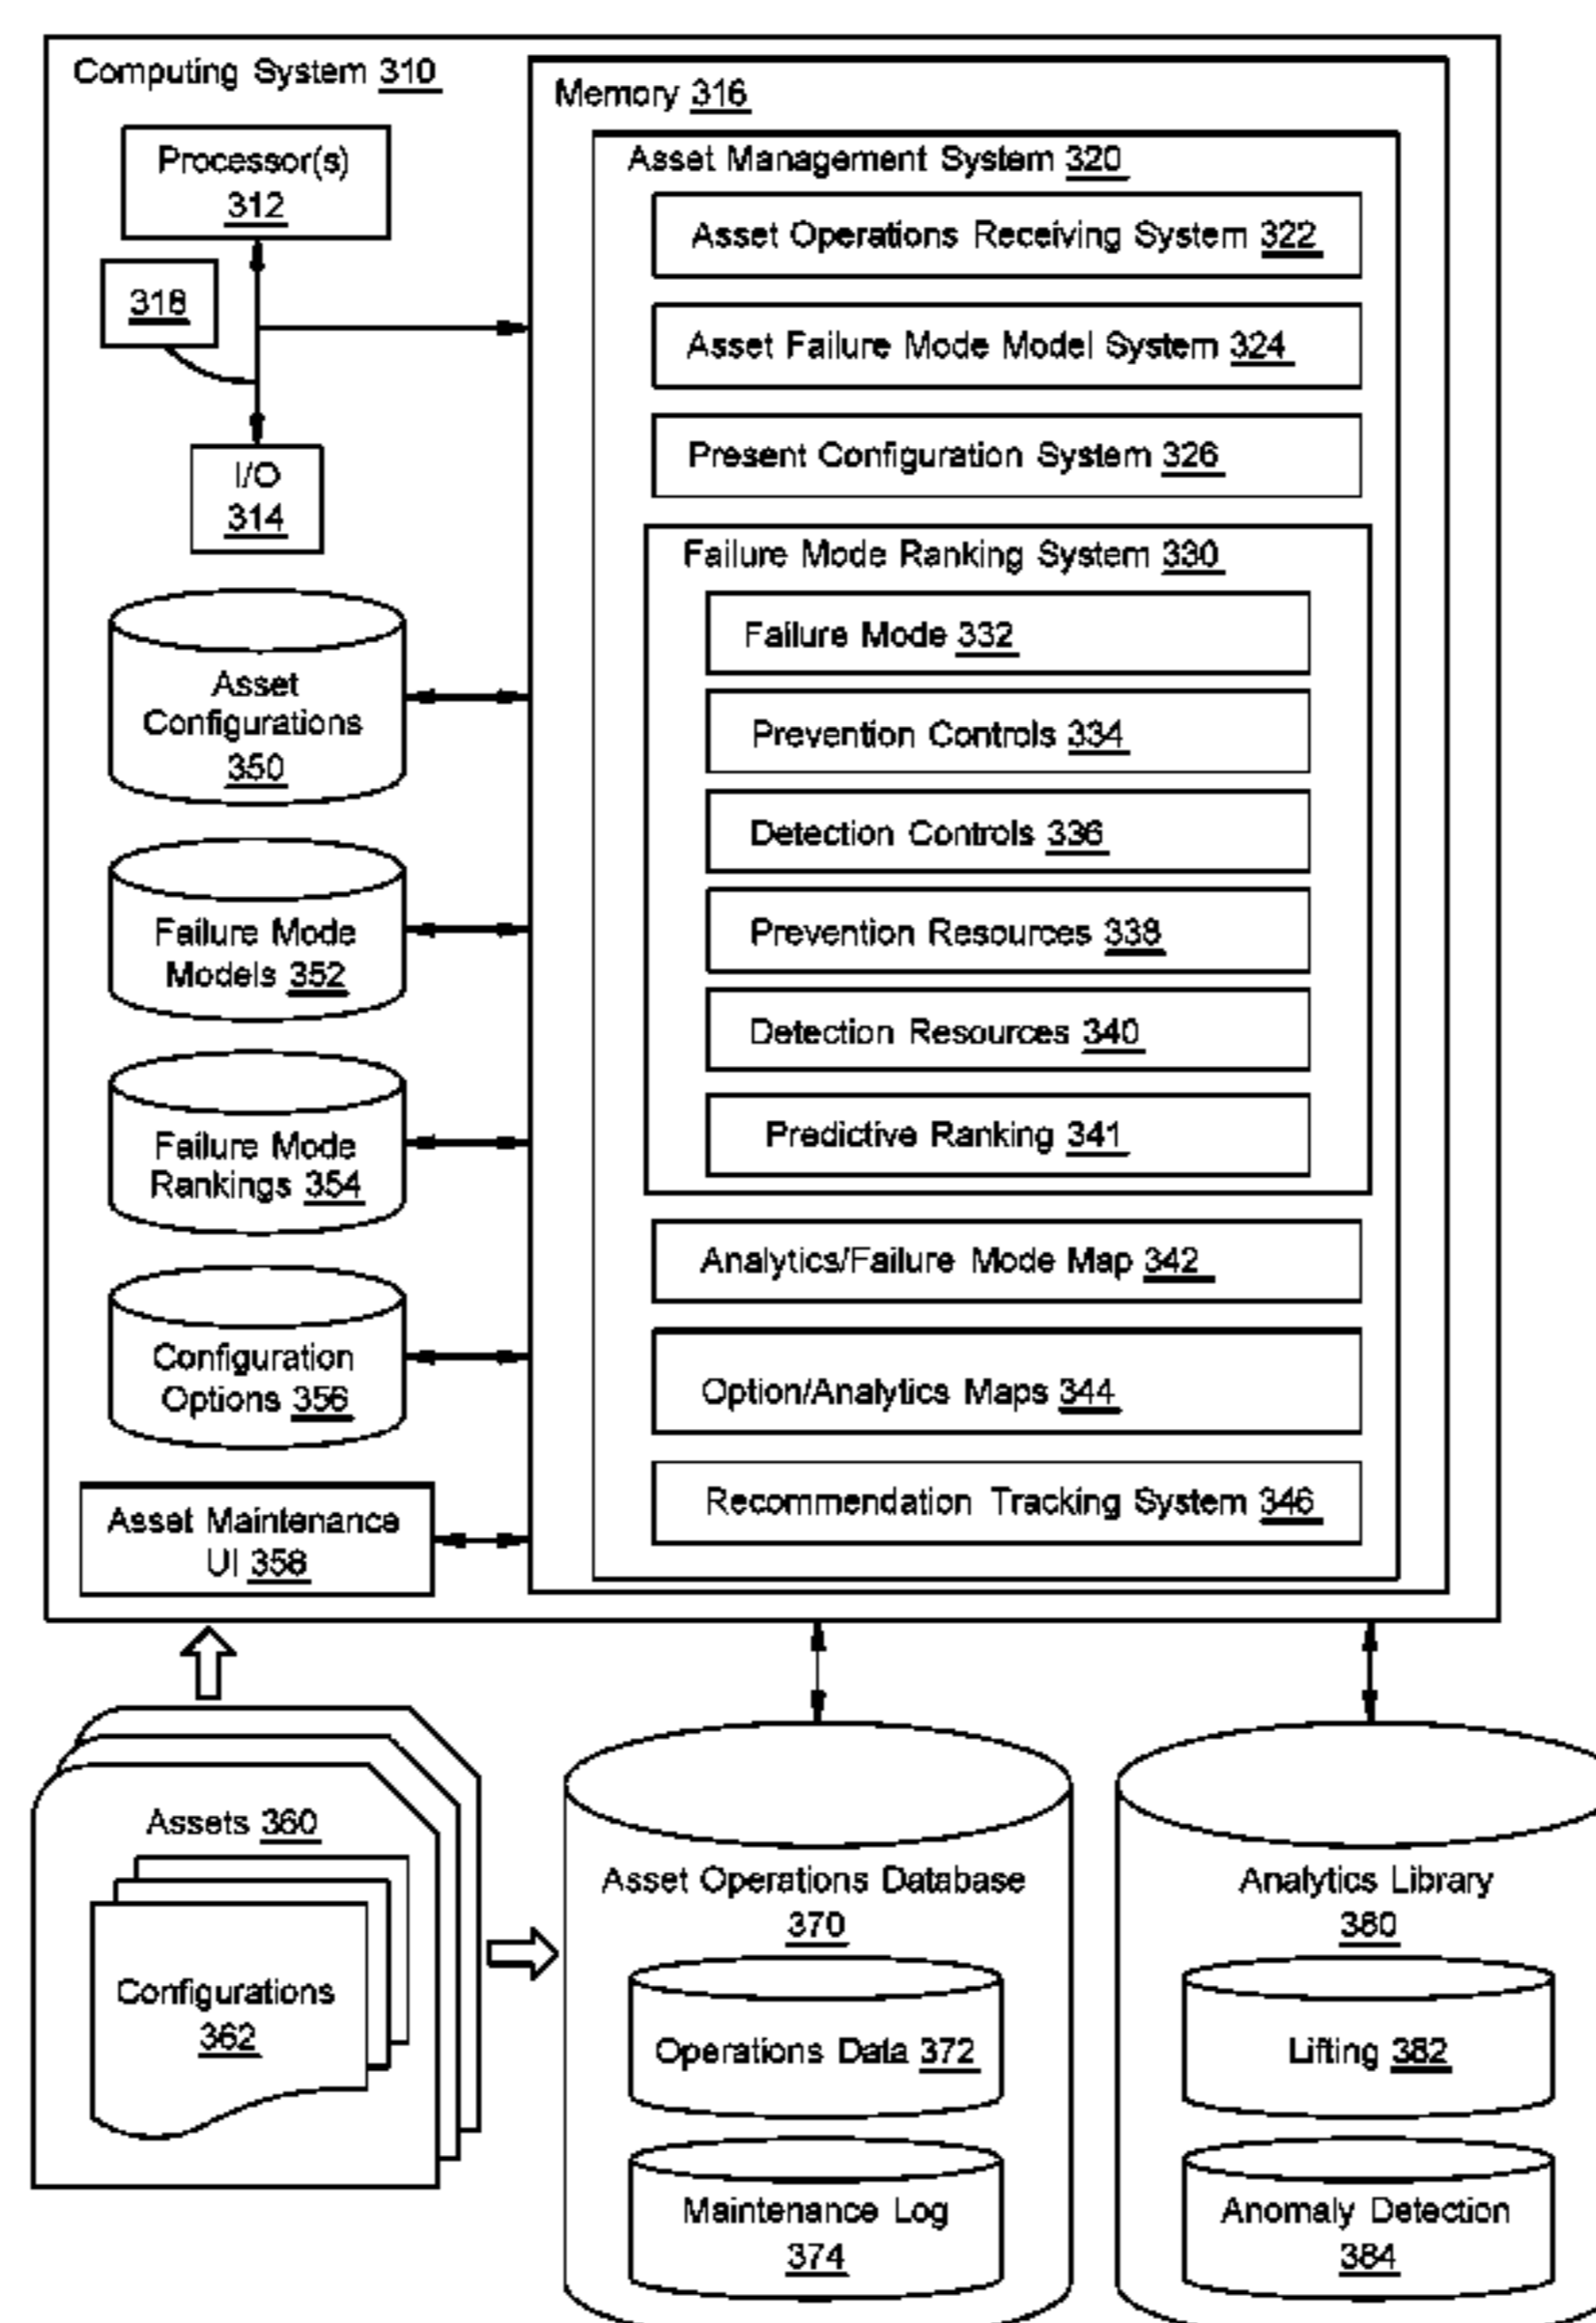 Computing System 310
Processor(s)
312
318
I/O
314
Asset
Configurations
350
Failure Mode
Models 352
Failure Mode
Rankings 354
Configuration
Options 356
Asset Maintenance
UI 358
Memory 316
Asset Management System 320
Asset Operations Receiving System 322
Asset Failure Mode Model System 324
Present Configuration System 326
Failure Mode Ranking System 330
Failure Mode 332
Prevention Controls 334
Detection Controls 336
Prevention Resources 338
Detection Resources 340
Predictive Ranking 341
Analytics/Failure Mode Map 342
Option/Analytics Maps 344
Recommendation Tracking System 346
Assets 360
Configurations
362
Asset Operations Database
370
Operations Data 372
Maintenance Log
374
Analytics Library
380
Lifting 382
Anomaly Detection
384